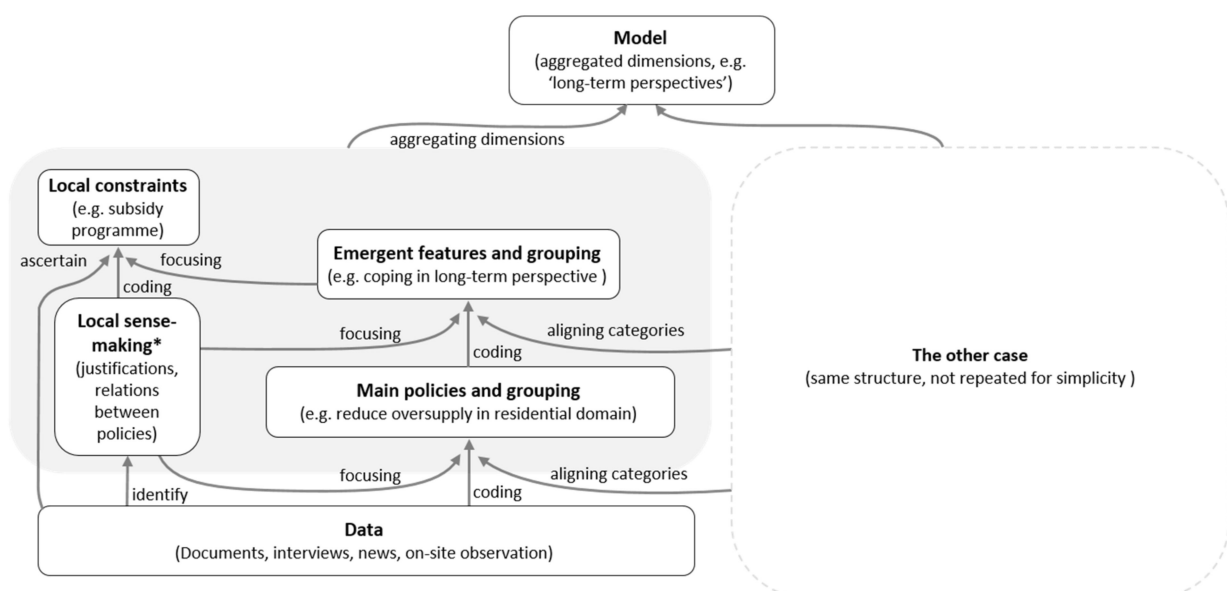 Model
(aggregated dimensions, e.g.
‘long-term perspectives’)
aggregating dimensions
Local constraints
(e.g. subsidy
programme)
ascertain
focusing
coding
Emergent features and grouping
(e.g. coping in long-term perspective )
Local sense-
making*
(justifications,
relations
between
policies)
focusing
aligning categories
coding
Main policies and grouping
(e.g. reduce oversupply in residential domain)
The other case
(same structure, not repeated for simplicity )
focusing
aligning categories
identify
coding
Data
(Documents, interviews, news, on-site observation)